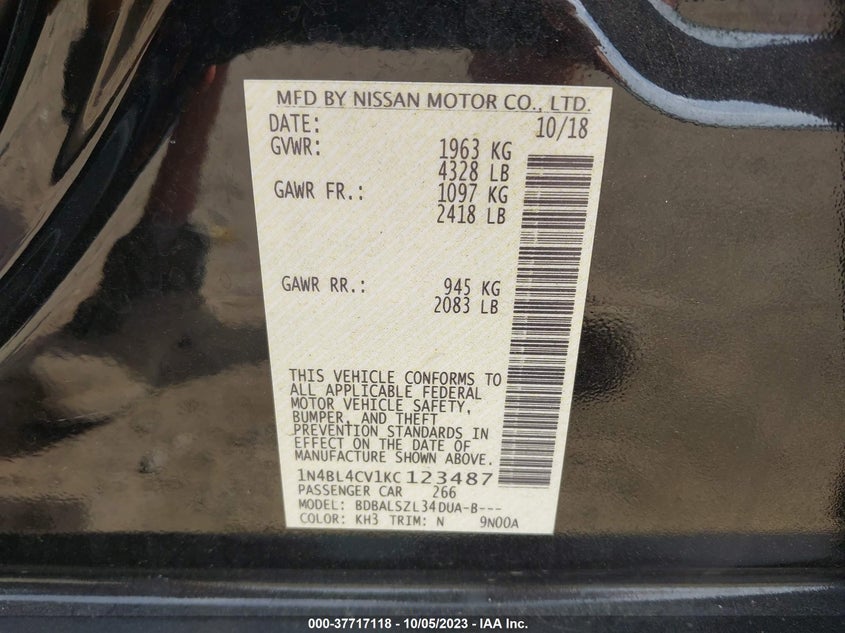 MFD BY NISSAN MOTOR CO., LTD.
DATE: 10/18
GVWR: 1963 KG
4328 LB
GAWR FR.: 1097 KG
2418 LB
GAWR RR.: 945 KG
2083 LB
THIS VEHICLE CONFORMS TO
ALL APPLICABLE FEDERAL
MOTOR VEHICLE SAFETY,
BUMPER, AND THEFT
PREVENTION STANDARDS IN
EFFECT ON THE DATE OF
MANUFACTURE SHOWN ABOVE.
1N4BL4CV1KC 123487
PASSENGER CAR 266
MODEL: BDBALSZL34DUA-B---
COLOR: KH3 TRIM: N 9N00A
000-37717118 - 10/05/2023 - IAA Inc.